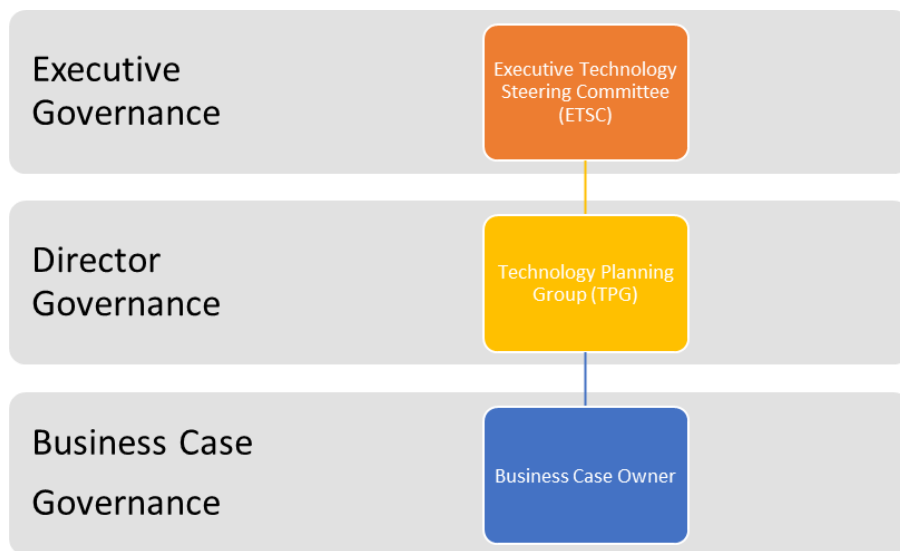 Executive
Governance
Executive Technology
Steering Committee
(ETSC)
Director
Governance
Technology Planning
Group (TPG)
Business Case
Governance
Business Case Owner